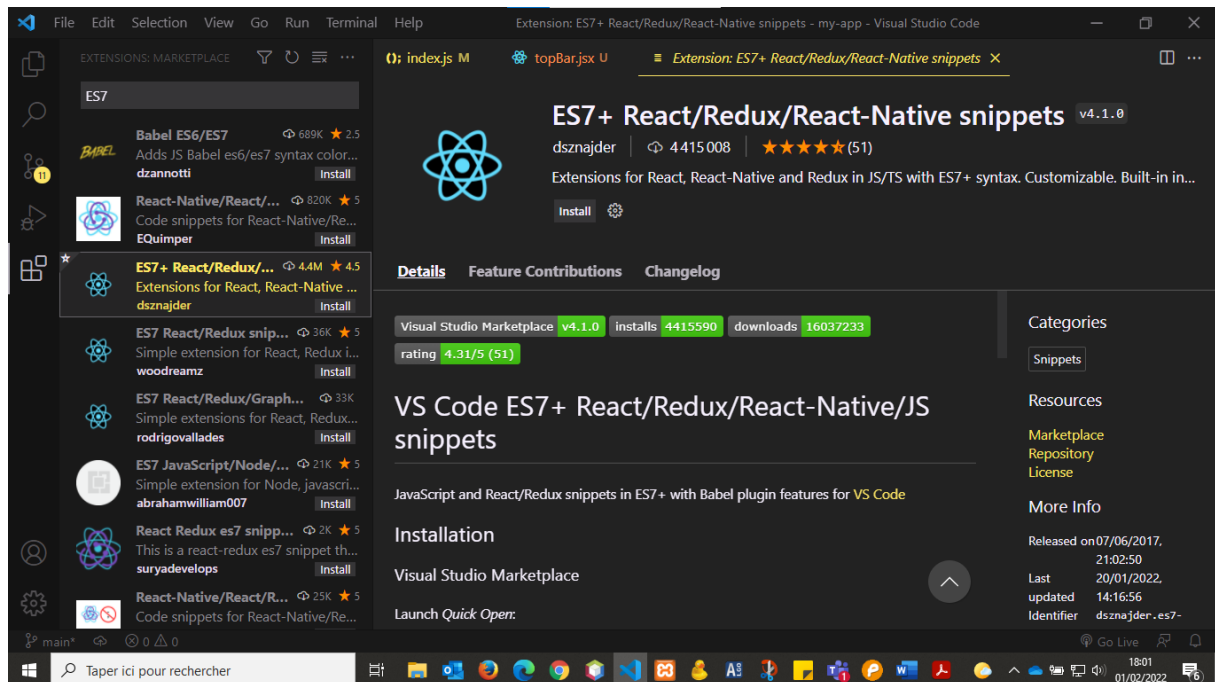 File Edit Selection View Go Run Terminal Help Extension: ES7+ React/Redux/React-Native snippets - my-app - Visual Studio Code
EXTENSIONS: MARKETPLACE
ES7
BABEL
Babel ES6/ES7 689K 2.5
Adds JS Babel es6/es7 syntax color...
dzannotti Install
React-Native/React/... 820K 5
Code snippets for React-Native/Re...
EQuimper Install
ES7+ React/Redux/... 4.4M 4.5
Extensions for React, React-Native ...
dsznajder Install
ES7 React/Redux snip... 36K 5
Simple extension for React, Redux i...
woodreamz Install
ES7 React/Redux/Graph... 33K
Simple extensions for React, Redux...
rodrigovallades Install
ES7 JavaScript/Node/... 21K 5
Simple extension for Node, javascri...
abrahamwilliam007 Install
React Redux es7 snipp... 2K 5
This is a react-redux es7 snippet th...
suryadevelops Install
React-Native/React/R... 25K 5
Code snippets for React-Native/Re...
11
(); index.js M topBar.jsx U Extension: ES7+ React/Redux/React-Native snippets
ES7+ React/Redux/React-Native snippets v4.1.0
dsznajder 4 415 008 (51)
Extensions for React, React-Native and Redux in JS/TS with ES7+ syntax. Customizable. Built-in in...
Install
Details Feature Contributions Changelog
Visual Studio Marketplace v4.1.0 installs 4415590 downloads 16037233
rating 4.31/5 (51)
VS Code ES7+ React/Redux/React-Native/JS
snippets
JavaScript and React/Redux snippets in ES7+ with Babel plugin features for VS Code
Installation
Visual Studio Marketplace
Launch Quick Open:
Categories
Snippets
Resources
Marketplace
Repository
License
More Info
Released on 07/06/2017,
21:02:50
Last 20/01/2022,
updated 14:16:56
Identifier dsznajder.es7-
main* 0 0 Go Live
Taper ici pour rechercher
18:01
01/02/2022
6